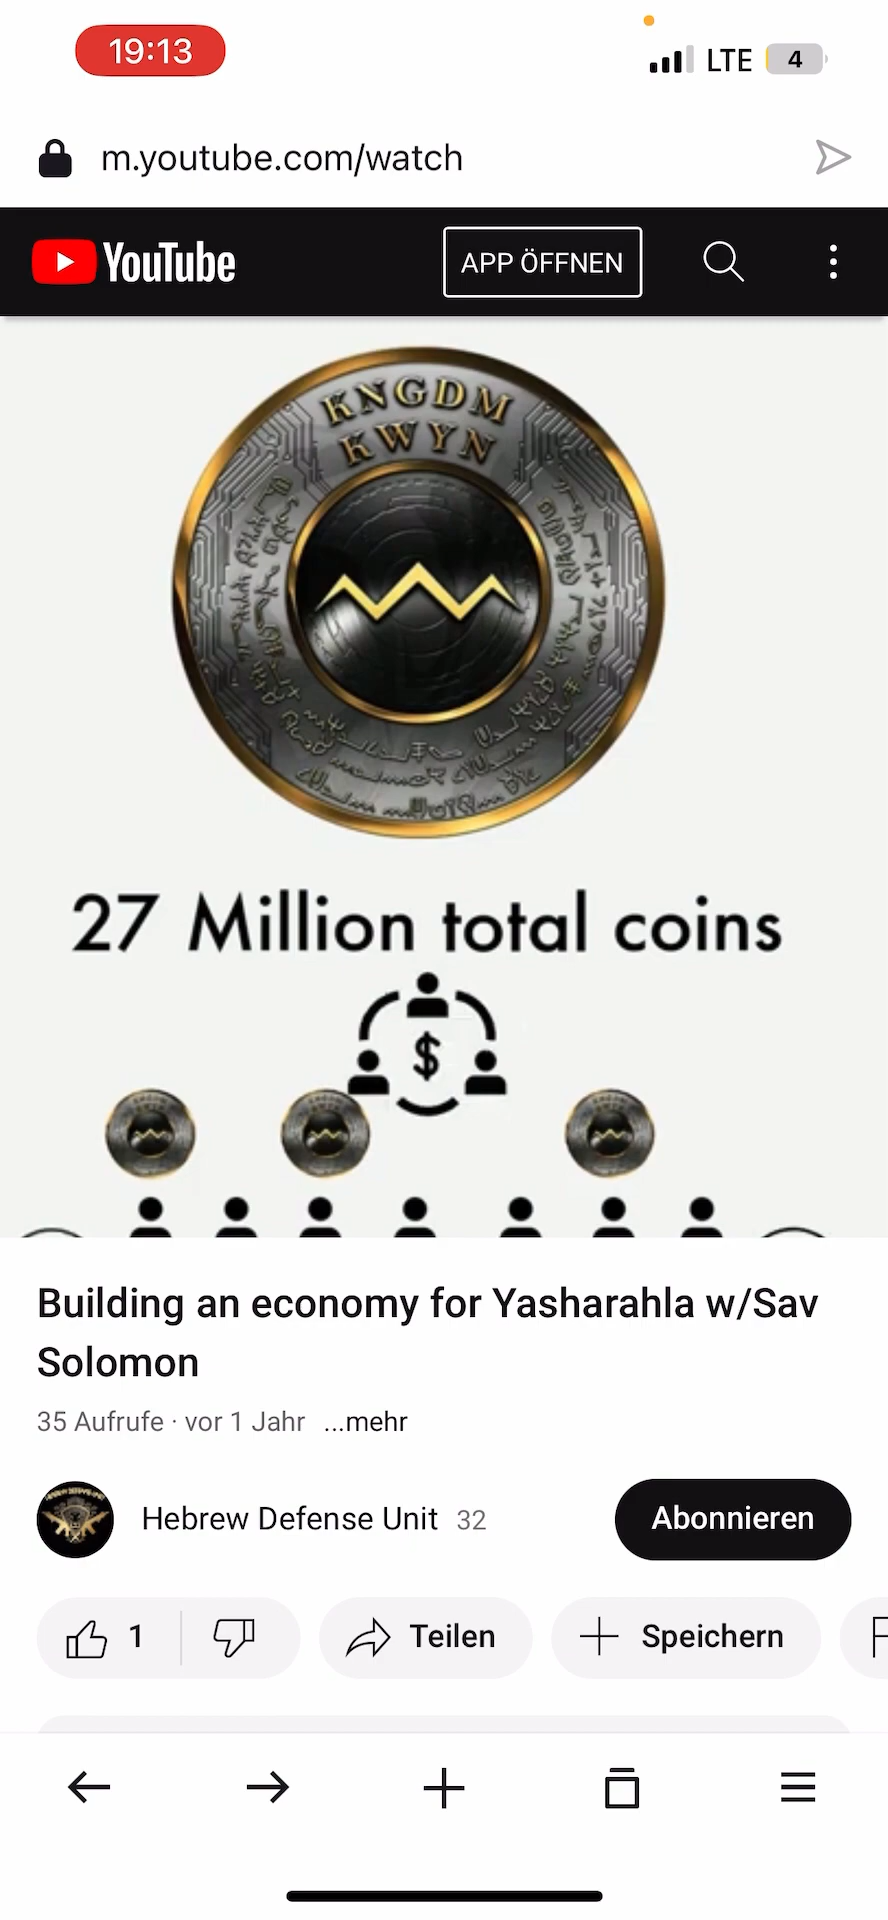 19:13
LTE
4
m.youtube.com/watch
YouTube
APP ÖFFNEN
KNGDM
KWYN
27 Million total coins
$
Building an economy for Yasharahla w/Sav
Solomon
35 Aufrufe · vor 1 Jahr ...mehr
Hebrew Defense Unit 32
Abonnieren
1
Teilen
Speichern